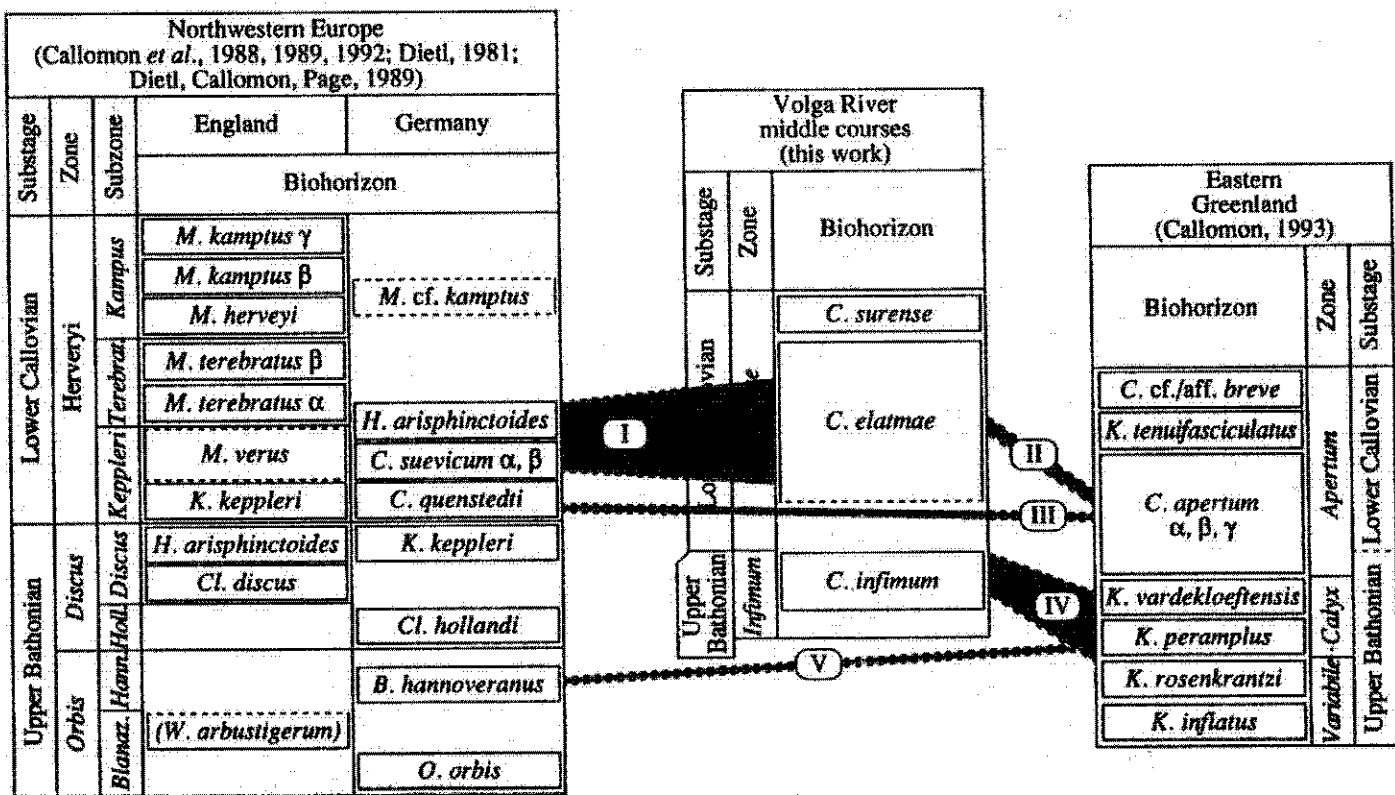 Northwestern Europe
(Callomon et al., 1988, 1989, 1992; Dietl, 1981;
Dietl, Callomon, Page, 1989)
Substage
Zone
Subzone
England
Germany
Biohorizon
Lower Callovian
Upper Bathonian
Herveryi
Discus
Orbis
Kampus
Terebrat.
Keppleri
Discus
Holl.
Hann.
Blanaz.
M. kamptus γ
M. kamptus β
M. herveyi
M. terebratus β
M. terebratus α
M. verus
K. keppleri
H. arisphinctoides
Cl. discus
(W. arbustigerum)
M. cf. kamptus
H. arisphinctoides
C. suevicum α, β
C. quenstedti
K. keppleri
Cl. hollandi
B. hannoveranus
O. orbis
I
II
III
IV
V
Volga River
middle courses
(this work)
Substage
Zone
Biohorizon
Upper
Bathonian
Infimum
C. surense
C. elatmae
C. infimum
Eastern
Greenland
(Callomon, 1993)
Biohorizon
Zone
Substage
C. cf./aff. breve
K. tenuifasciculatus
C. apertum
α, β, γ
K. vardekloeftensis
K. peramplus
K. rosenkrantzi
K. inflatus
Apertum
Calyx
Variabile
Lower Callovian
Upper Bathonian